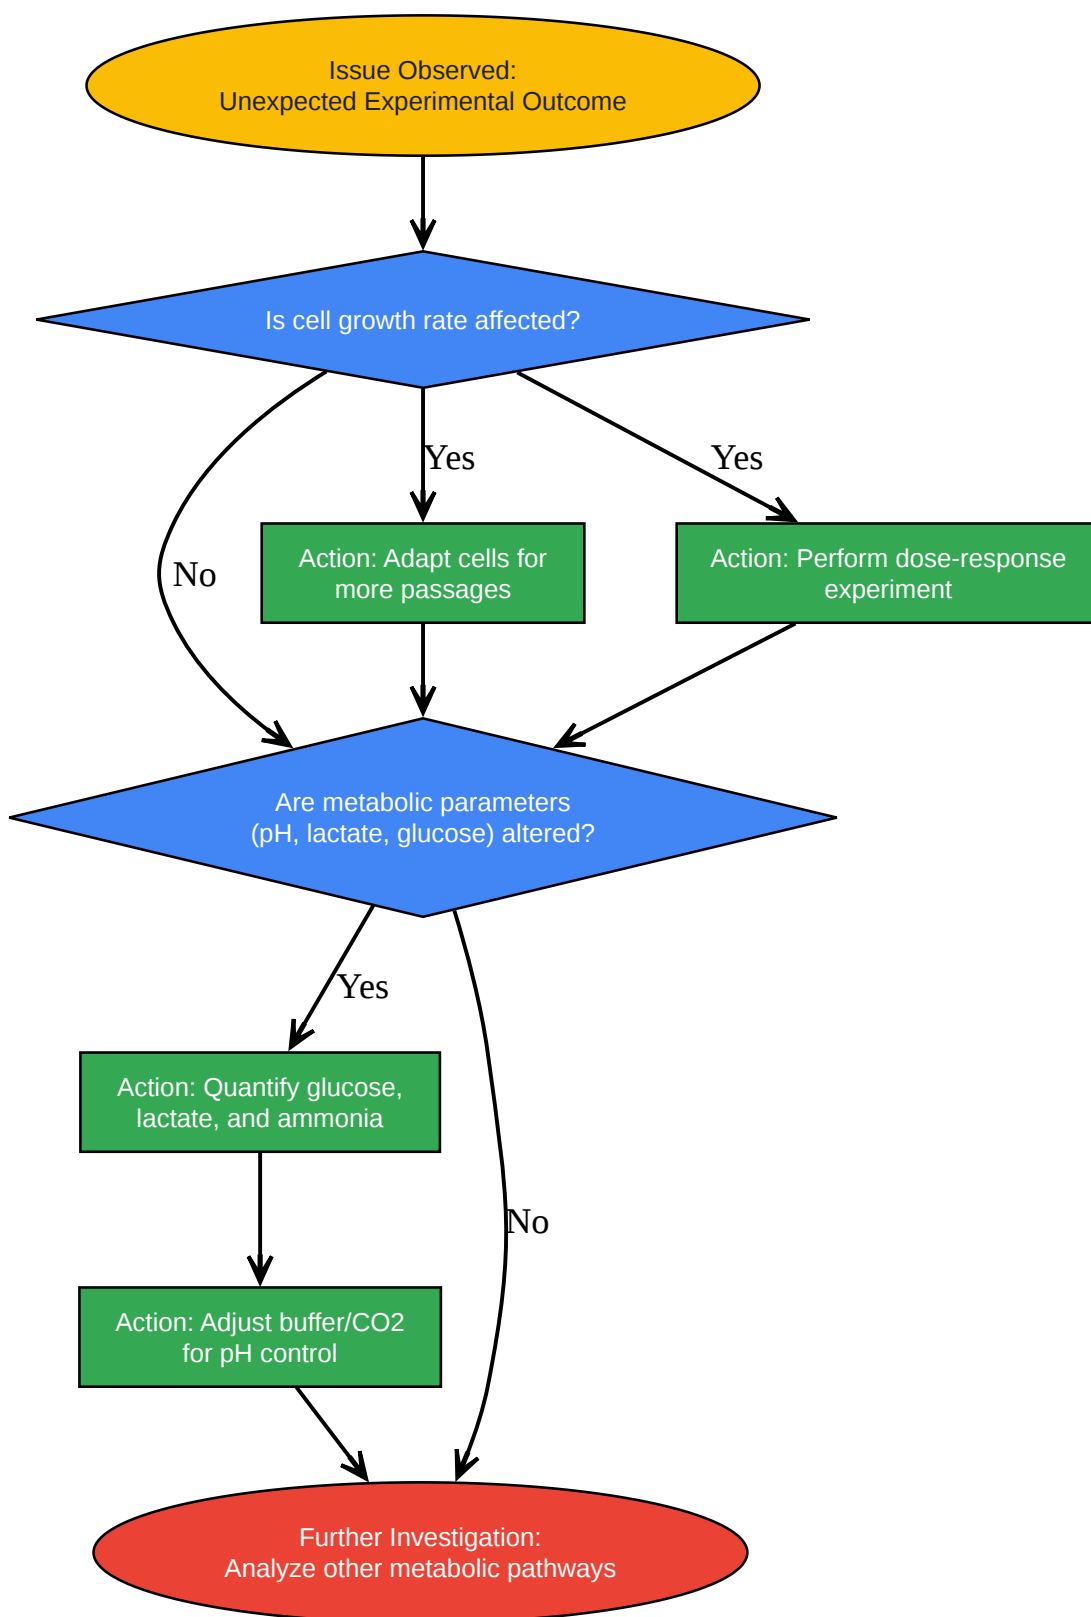 Issue Observed:
Unexpected Experimental Outcome
Is cell growth rate affected?
Yes
Yes
No
Action: Adapt cells for
more passages
Action: Perform dose-response
experiment
Are metabolic parameters
(pH, lactate, glucose) altered?
Yes
Action: Quantify glucose,
lactate, and ammonia
No
Action: Adjust buffer/CO2
for pH control
Further Investigation:
Analyze other metabolic pathways